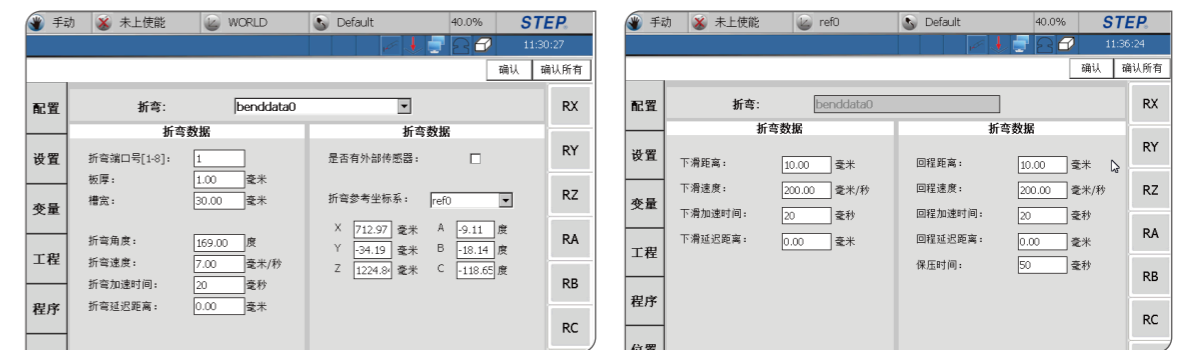 手动 未上使能 WORLD Default 40.0% STEP.
11:30:27
确认 确认所有
配置 折弯: benddata0 RX
折弯数据 折弯数据
设置 折弯端口号[1-8]: 1 是否有外部传感器: RY
板厚: 1.00 毫米
变量 槽宽: 30.00 毫米 折弯参考坐标系: ref0 RZ
X 712.97 毫米 A -9.11 度
工程 折弯角度: 169.00 度 Y -34.19 毫米 B -18.14 度 RA
折弯速度: 7.00 毫米/秒 Z 1224.8 毫米 C -118.65 度
折弯加速时间: 20 毫秒 RB
程序 折弯延迟距离: 0.00 毫米
RC
手动 未上使能 ref0 Default 40.0% STEP.
11:36:24
确认 确认所有
配置 折弯: benddata0 RX
折弯数据 折弯数据
设置 下滑距离: 10.00 毫米 回程距离: 10.00 毫米 RY
下滑速度: 200.00 毫米/秒 回程速度: 200.00 毫米/秒 RZ
变量 下滑加速时间: 20 毫秒 回程加速时间: 20 毫秒
下滑延迟距离: 0.00 毫米 回程延迟距离: 0.00 毫米 RA
工程 保压时间: 50 毫秒
RB
程序
RC
位置